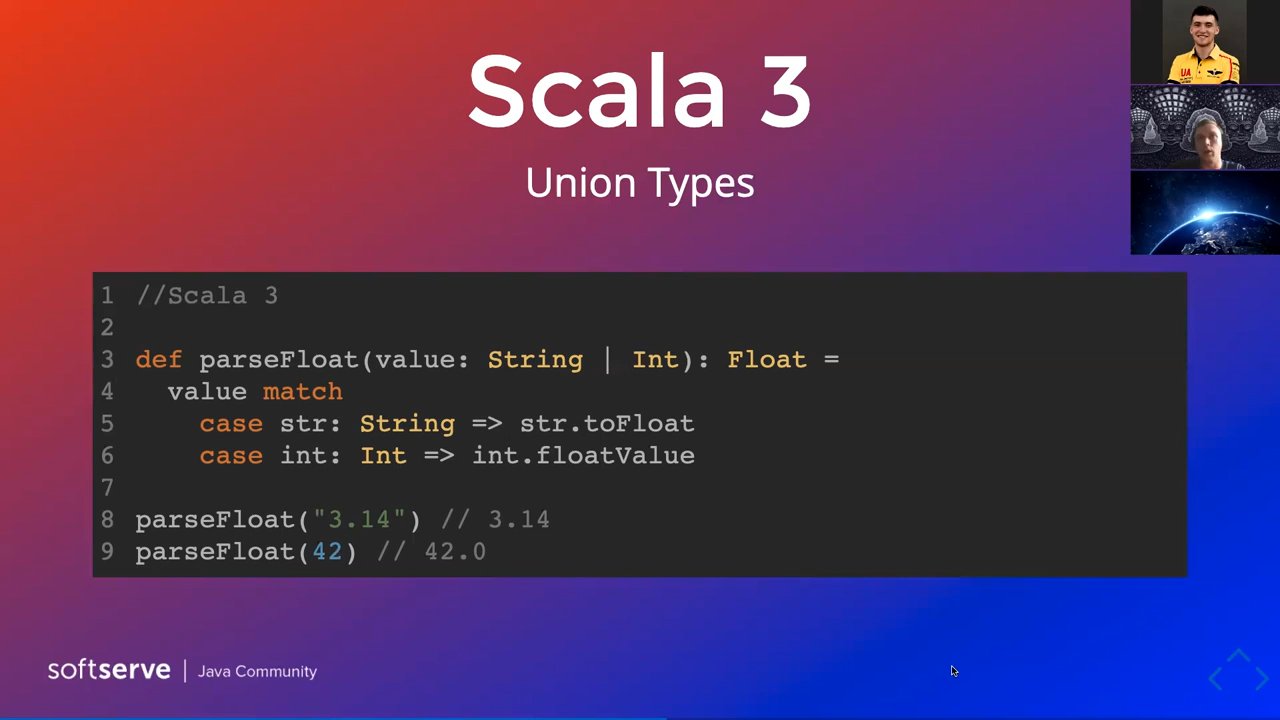 Scala 3
Union Types
1 //Scala 3
2
3 def parseFloat(value: String | Int): Float =
4   value match
5     case str: String => str.toFloat
6     case int: Int => int.floatValue
7
8 parseFloat("3.14") // 3.14
9 parseFloat(42) // 42.0
softserve | Java Community
UA